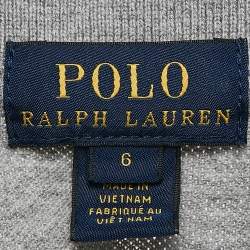 POLO
RALPH LAUREN
6
MADE IN
VIETNAM
FABRIQUÉ AU
VIÊT NAM